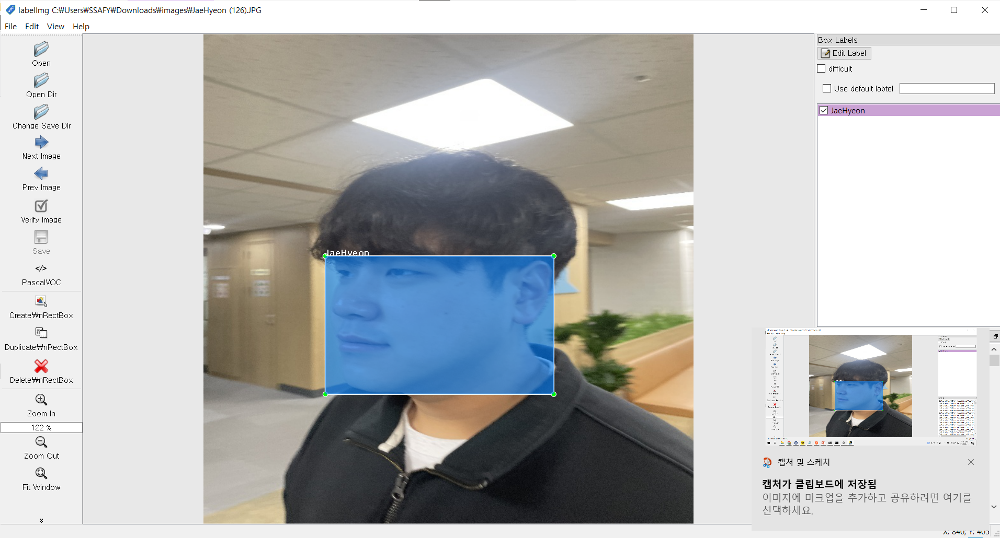 labelImg C:₩Users₩SSAFY₩Downloads₩images₩JaeHyeon (126).JPG
File Edit View Help
Open
Open Dir
Change Save Dir
Next Image
Prev Image
Verify Image
Save
</>
PascalVOC
Create₩nRectBox
Duplicate₩nRectBox
Delete₩nRectBox
Zoom In
122 %
Zoom Out
Fit Window
JaeHyeon
Box Labels
Edit Label
difficult
Use default labtel
JaeHyeon
캡처 및 스케치
캡처가 클립보드에 저장됨
이미지에 마크업을 추가하고 공유하려면 여기를
선택하세요.
X: 840; Y: 405